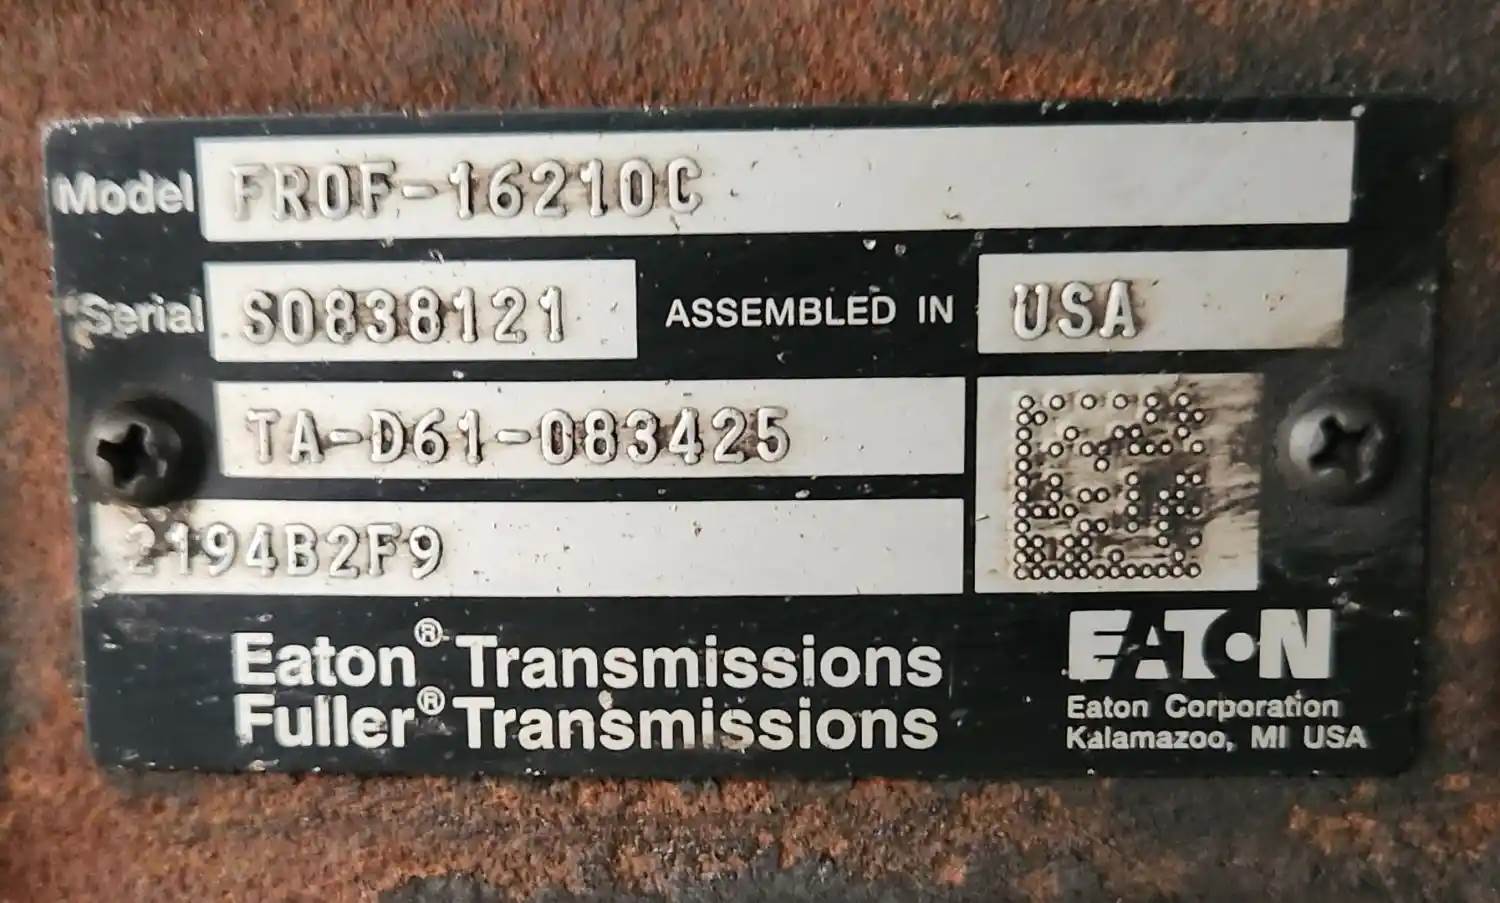 Model FROF-16210C
Serial S0838121 ASSEMBLED IN USA
TA-D61-083425
2194B2F9
Eaton® Transmissions
Fuller® Transmissions
EATON
Eaton Corporation
Kalamazoo, MI USA